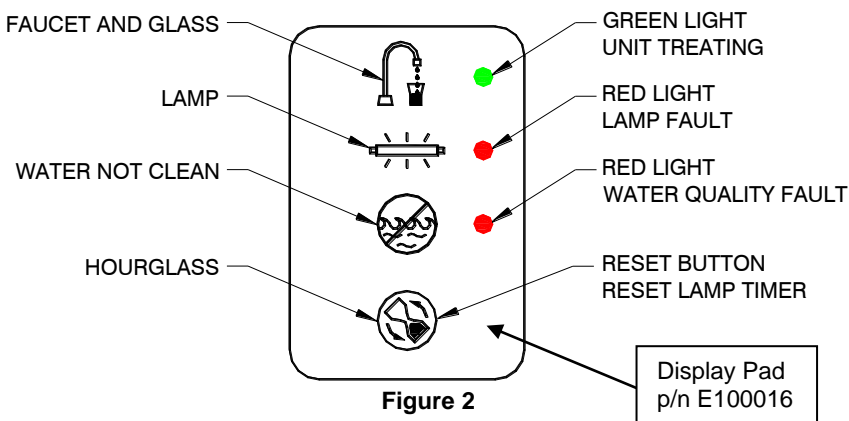 FAUCET AND GLASS
GREEN LIGHT
UNIT TREATING
LAMP
RED LIGHT
LAMP FAULT
WATER NOT CLEAN
RED LIGHT
WATER QUALITY FAULT
HOURGLASS
RESET BUTTON
RESET LAMP TIMER
Display Pad
p/n E100016
Figure 2